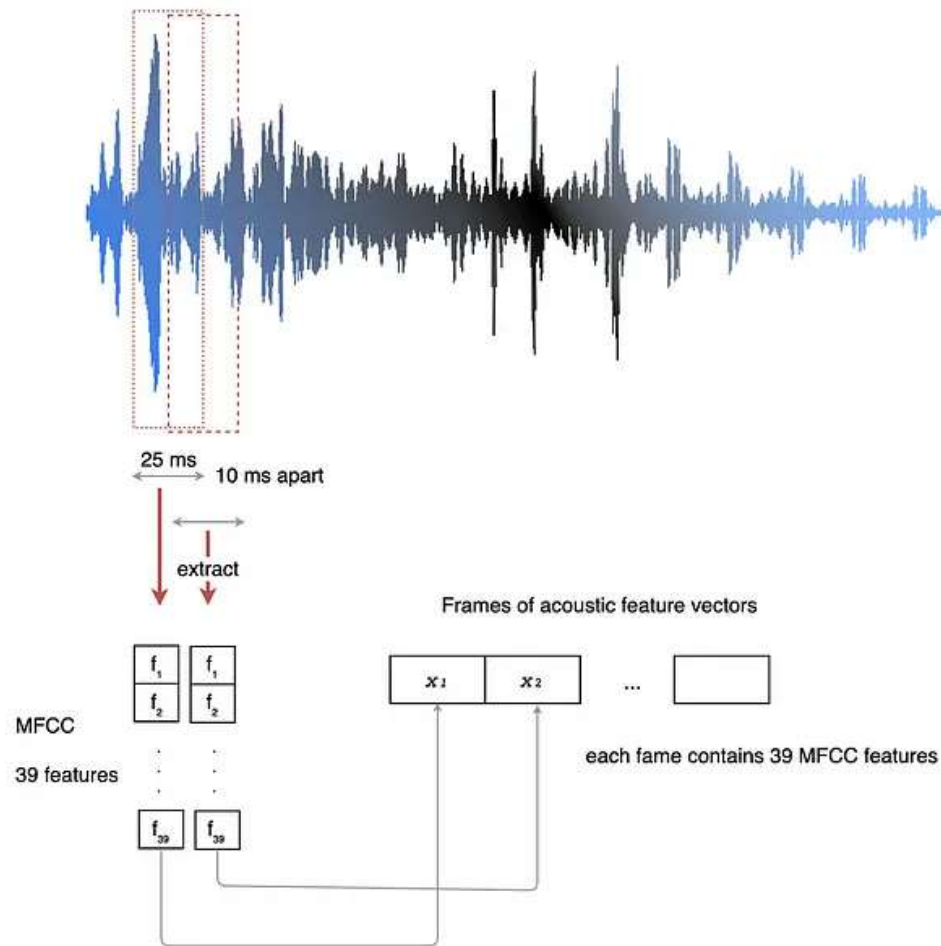 25 ms
10 ms apart
extract
Frames of acoustic feature vectors
f₁ f₁
x₁ x₂ ...
f₂ f₂
MFCC
each fame contains 39 MFCC features
39 features
f₃₉ f₃₉